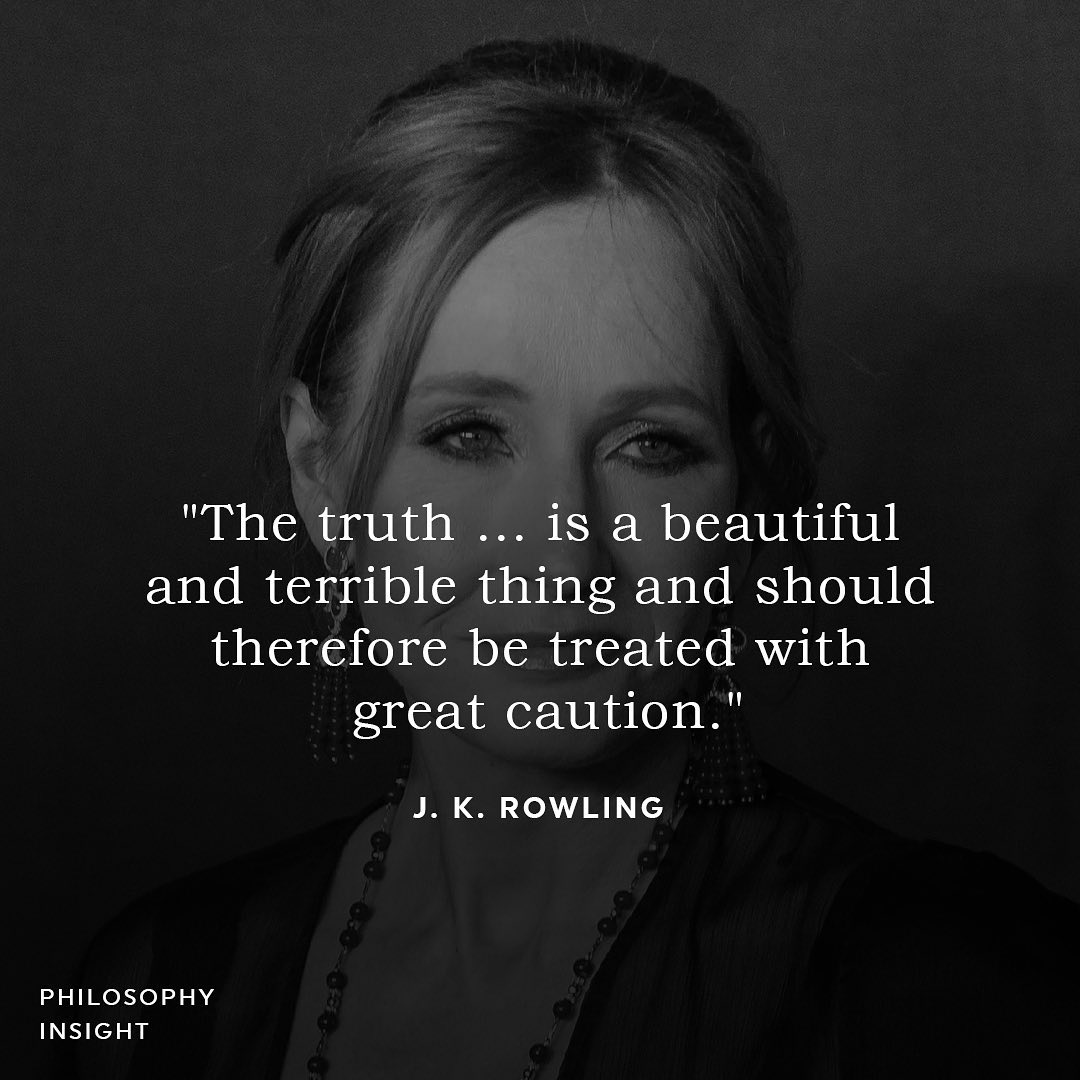 "The truth ... is a beautiful
and terrible thing and should
therefore be treated with
great caution."
J. K. ROWLING
PHILOSOPHY
INSIGHT